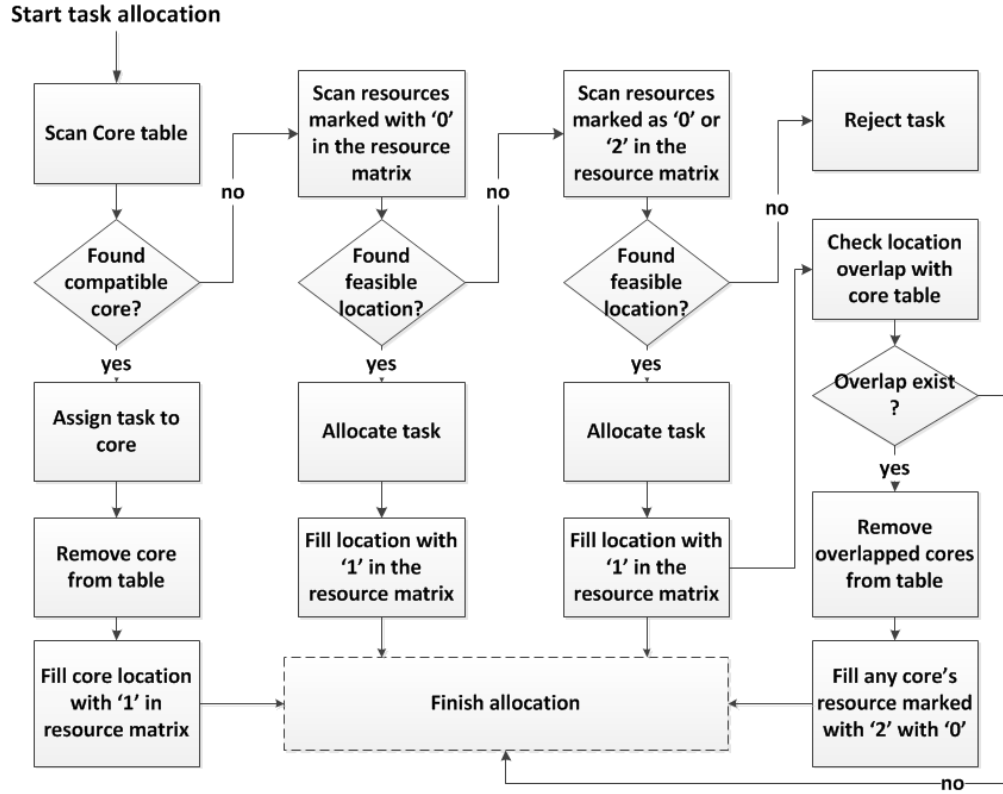 Start task allocation
Scan Core table
Found
compatible
core?
yes
no
Assign task to
core
Remove core
from table
Fill core location
with ‘1’ in
resource matrix
Scan resources
marked with ‘0’
in the resource
matrix
Found
feasible
location?
yes
no
Allocate task
Fill location with
‘1’ in the
resource matrix
Scan resources
marked as ‘0’ or
‘2’ in the
resource matrix
Found
feasible
location?
yes
no
Allocate task
Fill location with
‘1’ in the
resource matrix
Reject task
Check location
overlap with
core table
Overlap exist
?
yes
Remove
overlapped cores
from table
Fill any core’s
resource marked
with ‘2’ with ‘0’
Finish allocation
no